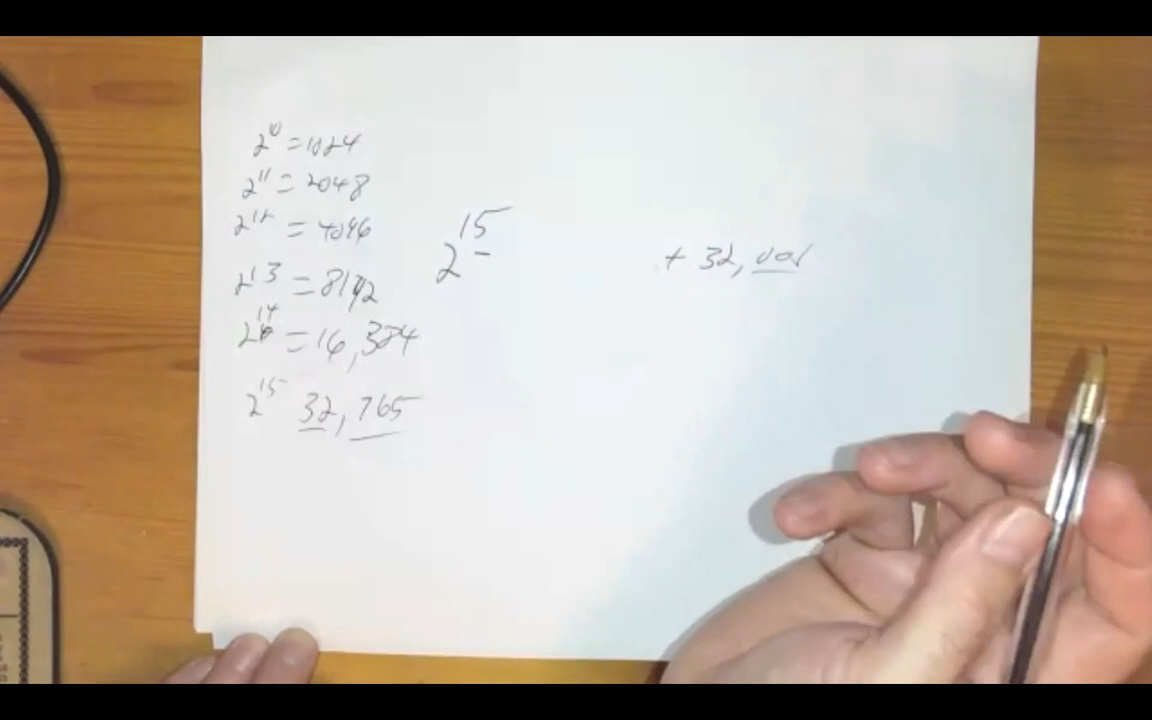 2^10 = 1024
2^11 = 2048
2^12 = 4096
2^13 = 8192
2^14 = 16,384
2^15 32,765
2^15
+ 32,000